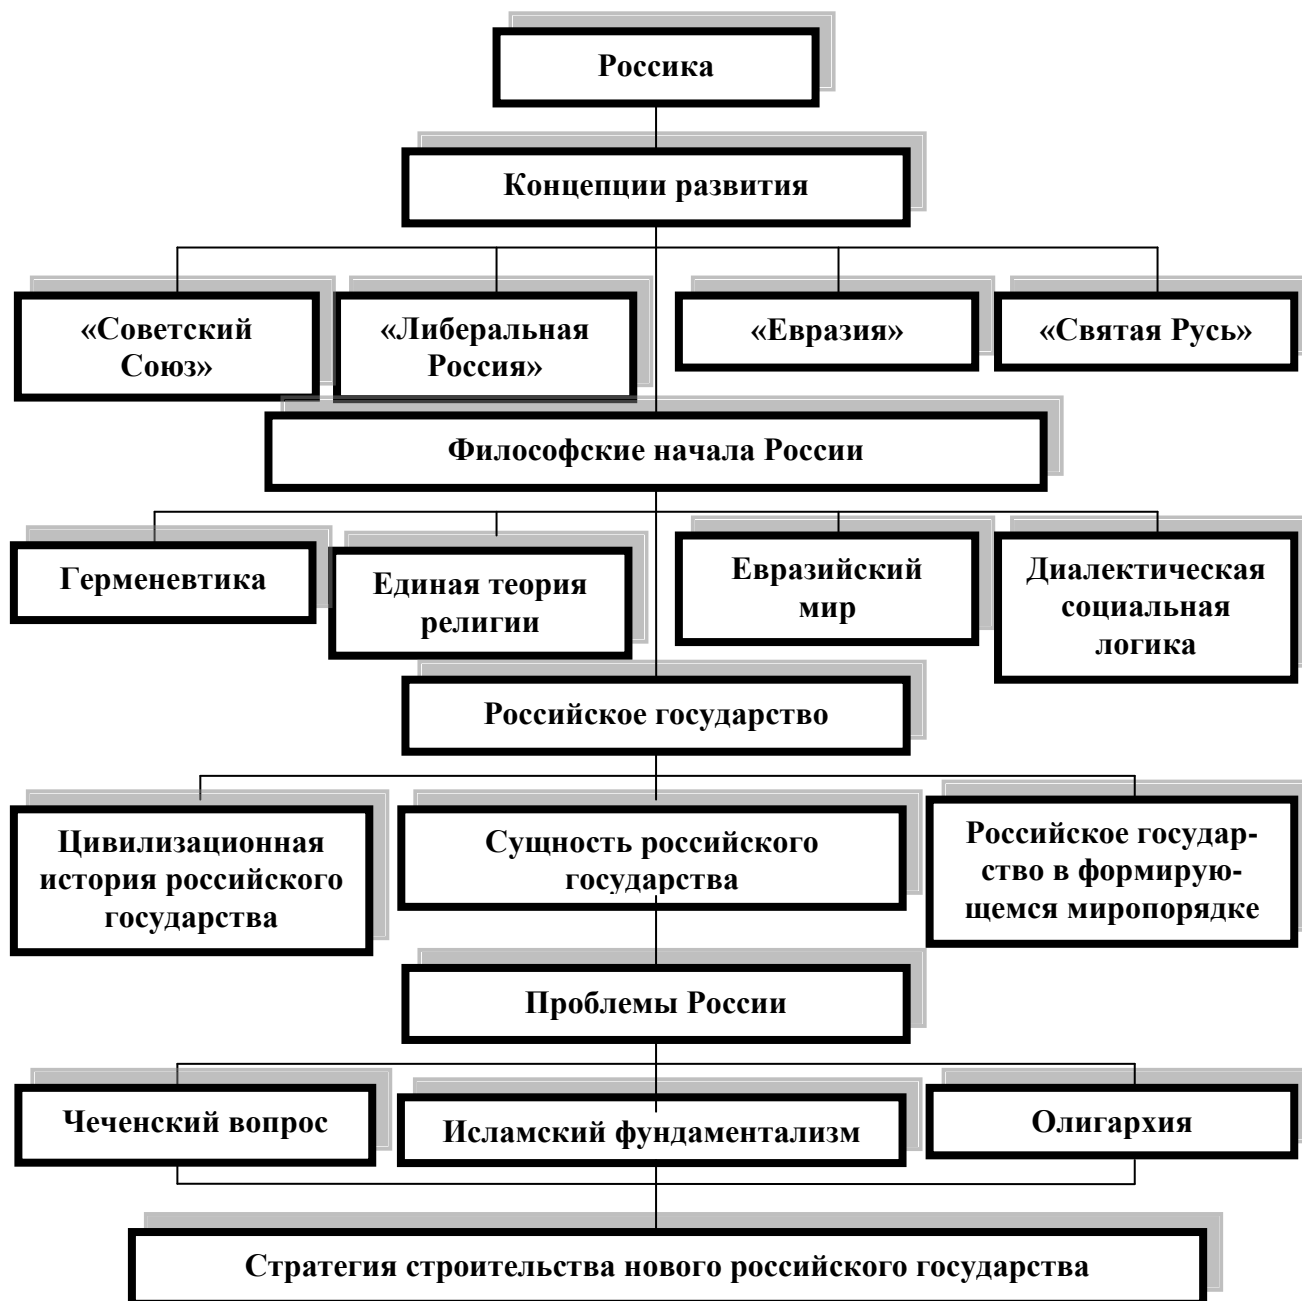 Россика
Концепции развития
«Советский
Союз»
«Либеральная
Россия»
«Евразия»
«Святая Русь»
Философские начала России
Герменевтика
Единая теория
религии
Евразийский
мир
Диалектическая
социальная
логика
Российское государство
Цивилизационная
история российского
государства
Сущность российского
государства
Российское государ-
ство в формирую-
щемся миропорядке
Проблемы России
Чеченский вопрос
Исламский фундаментализм
Олигархия
Стратегия строительства нового российского государства